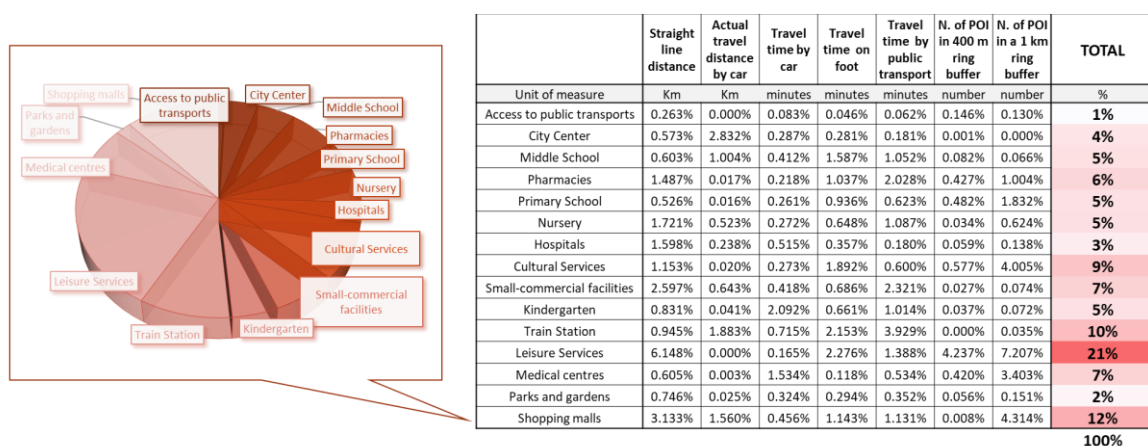 Shopping malls
Access to public
transports
City Center
Middle School
Parks and
gardens
Pharmacies
Medical centres
Primary School
Nursery
Hospitals
Cultural Services
Leisure Services
Small-commercial
facilities
Train Station
Kindergarten
Straight line distance | Actual travel distance by car | Travel time by car | Travel time on foot | Travel time by public transport | N. of POI in 400 m ring buffer | N. of POI in a 1 km ring buffer | TOTAL
Unit of measure | Km | Km | minutes | minutes | minutes | number | number | %
Access to public transports | 0.263% | 0.000% | 0.083% | 0.046% | 0.062% | 0.146% | 0.130% | 1%
City Center | 0.573% | 2.832% | 0.287% | 0.281% | 0.181% | 0.001% | 0.000% | 4%
Middle School | 0.603% | 1.004% | 0.412% | 1.587% | 1.052% | 0.082% | 0.066% | 5%
Pharmacies | 1.487% | 0.017% | 0.218% | 1.037% | 2.028% | 0.427% | 1.004% | 6%
Primary School | 0.526% | 0.016% | 0.261% | 0.936% | 0.623% | 0.482% | 1.832% | 5%
Nursery | 1.721% | 0.523% | 0.272% | 0.648% | 1.087% | 0.034% | 0.624% | 5%
Hospitals | 1.598% | 0.238% | 0.515% | 0.357% | 0.180% | 0.059% | 0.138% | 3%
Cultural Services | 1.153% | 0.020% | 0.273% | 1.892% | 0.600% | 0.577% | 4.005% | 9%
Small-commercial facilities | 2.597% | 0.643% | 0.418% | 0.686% | 2.321% | 0.027% | 0.074% | 7%
Kindergarten | 0.831% | 0.041% | 2.092% | 0.661% | 1.014% | 0.037% | 0.072% | 5%
Train Station | 0.945% | 1.883% | 0.715% | 2.153% | 3.929% | 0.000% | 0.035% | 10%
Leisure Services | 6.148% | 0.000% | 0.165% | 2.276% | 1.388% | 4.237% | 7.207% | 21%
Medical centres | 0.605% | 0.003% | 1.534% | 0.118% | 0.534% | 0.420% | 3.403% | 7%
Parks and gardens | 0.746% | 0.025% | 0.324% | 0.294% | 0.352% | 0.056% | 0.151% | 2%
Shopping malls | 3.133% | 1.560% | 0.456% | 1.143% | 1.131% | 0.008% | 4.314% | 12%
100%